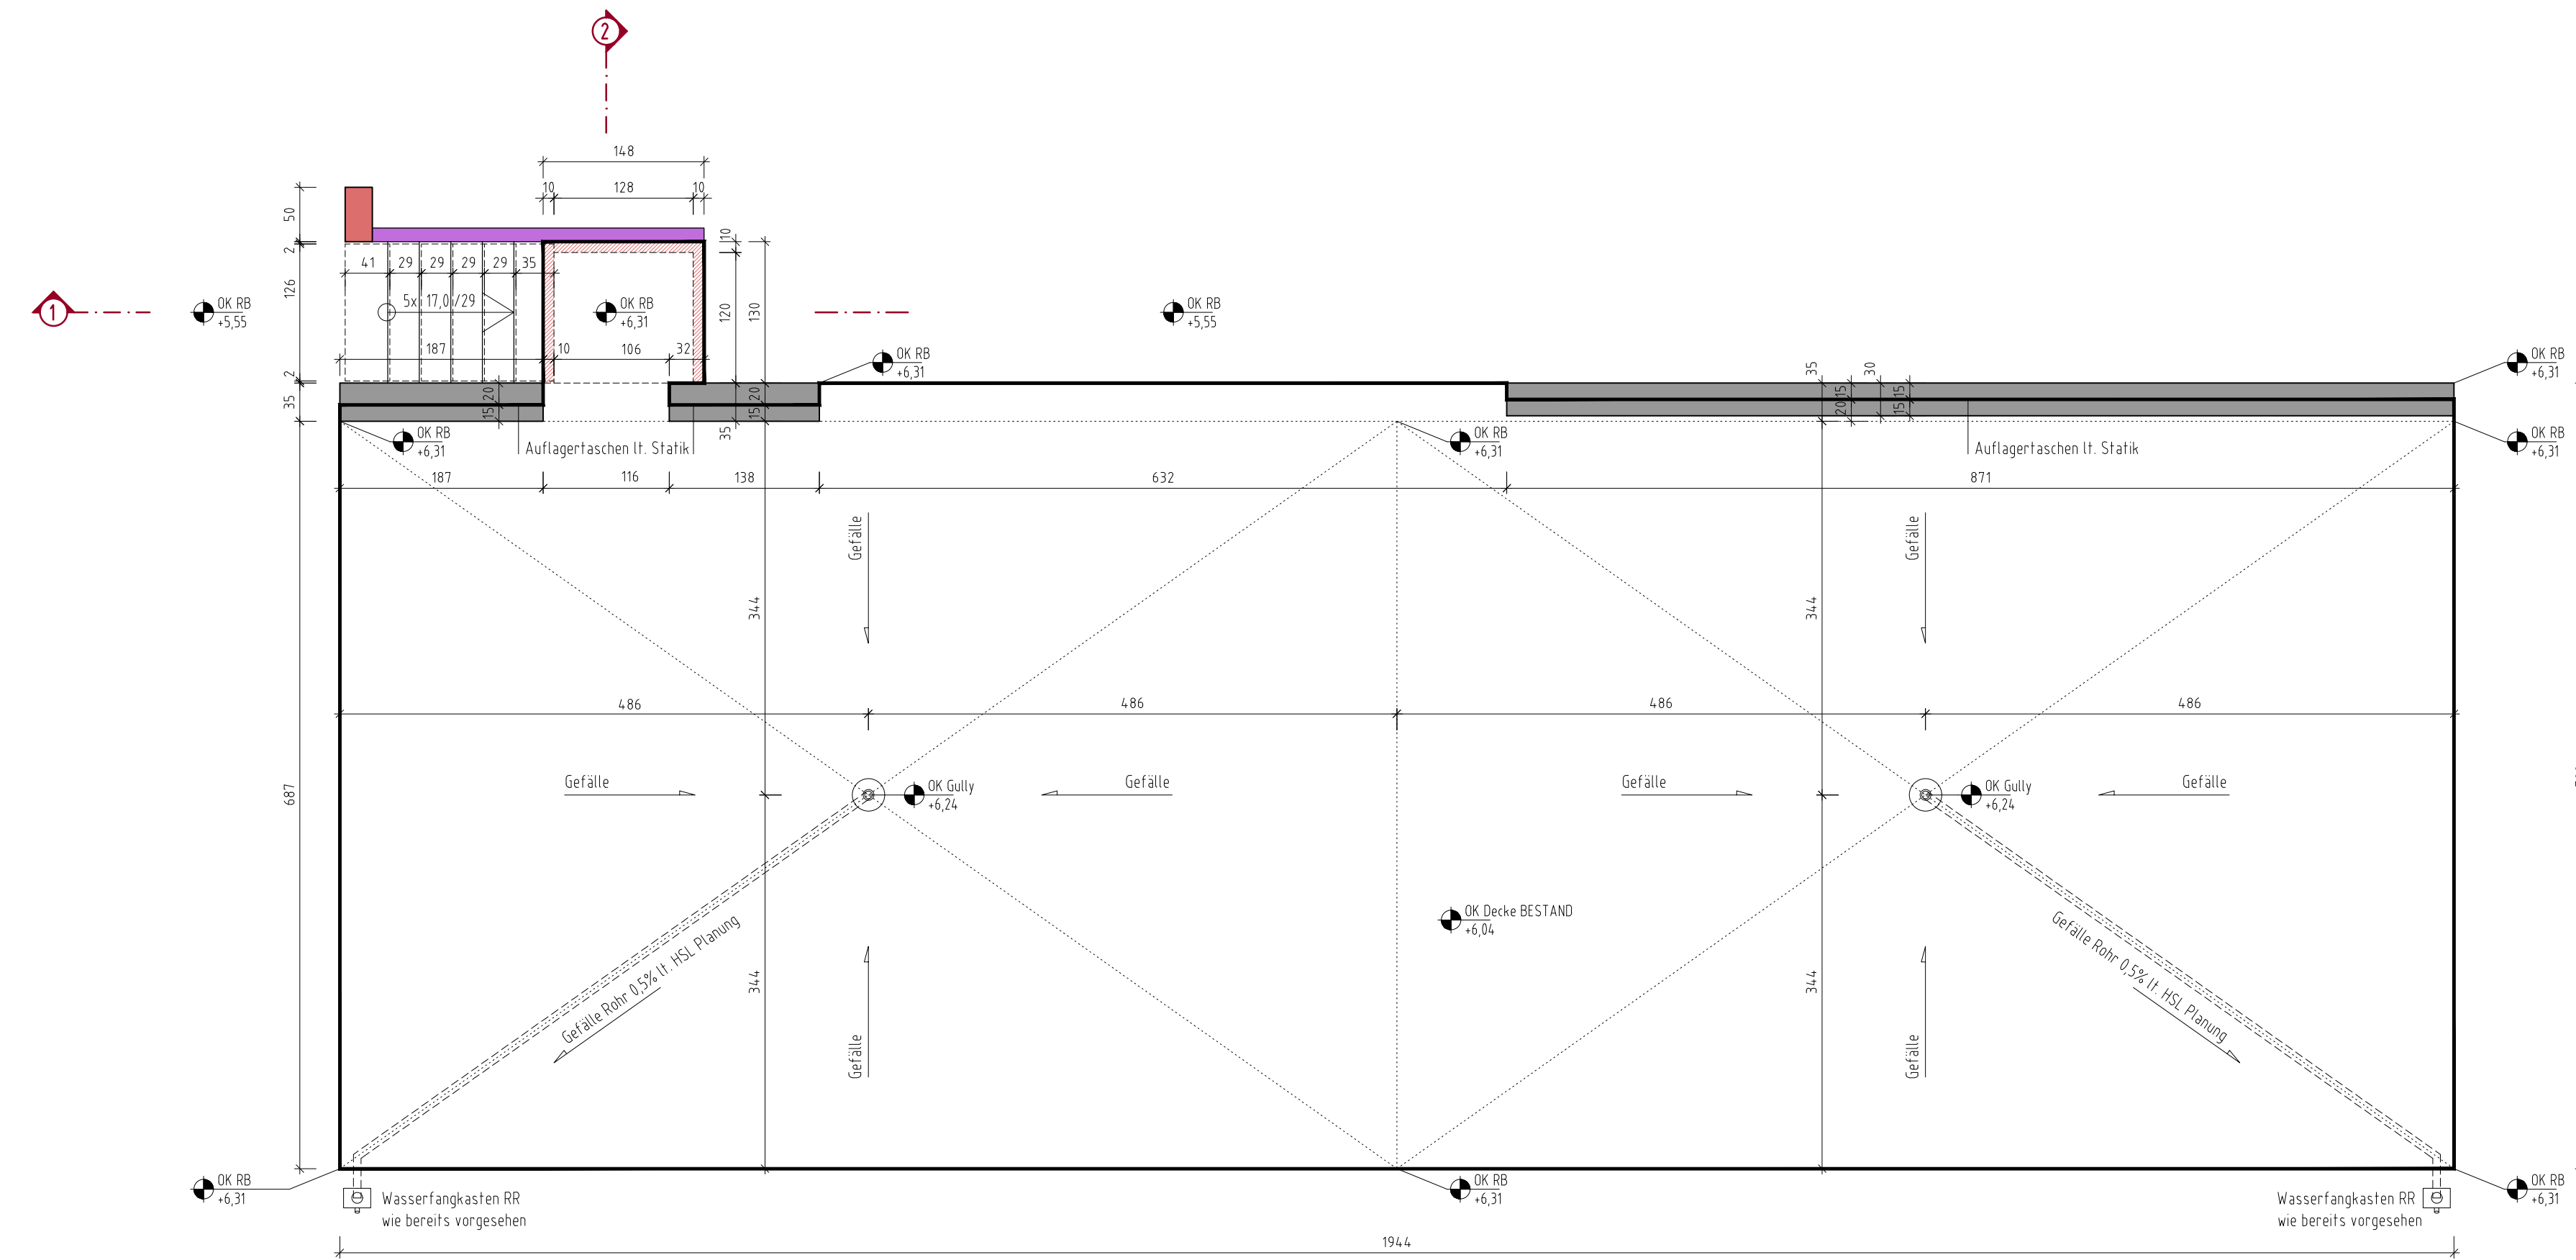 2
148
10
128
10
50
2
126
2
35
41
29
29
29
29
35
5x 17,0/29
187
10
106
32
10
120
130
1
OK RB
+5,55
OK RB
+6,31
OK RB
+5,55
OK RB
+6,31
35
30
OK RB
+6,31
20
15
20
15
35
15
20
15
15
OK RB
+6,31
Auflagertaschen lt. Statik
OK RB
+6,31
Auflagertaschen lt. Statik
OK RB
+6,31
187
116
138
632
871
Gefälle
Gefälle
344
344
486
486
486
486
687
Gefälle
OK Gully
+6,24
Gefälle
Gefälle
OK Gully
+6,24
Gefälle
OK Decke BESTAND
+6,04
Gefälle Rohr 0,5% lt. HSL Planung
Gefälle Rohr 0,5% lt. HSL Planung
344
344
Gefälle
Gefälle
OK RB
+6,31
Wasserfangkasten RR
wie bereits vorgesehen
OK RB
+6,31
Wasserfangkasten RR
wie bereits vorgesehen
OK RB
+6,31
1944